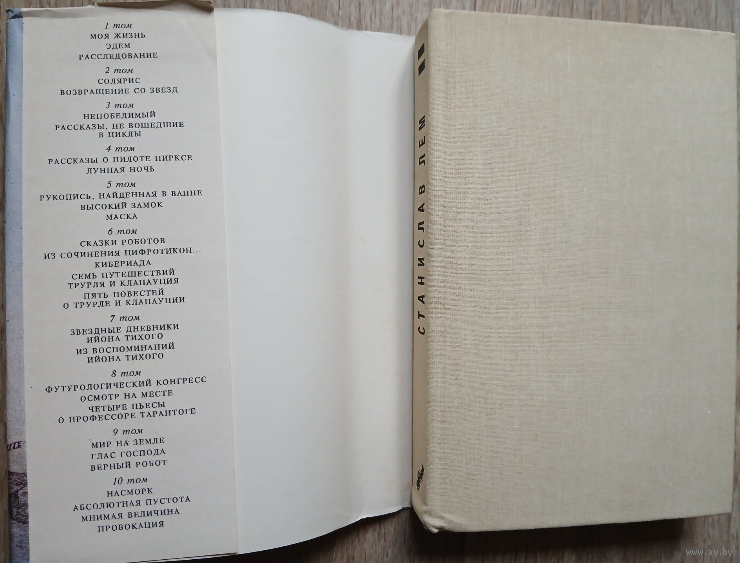 1 том
МОЯ ЖИЗНЬ
ЭДЕМ
РАССЛЕДОВАНИЕ
2 том
СОЛЯРИС
ВОЗВРАЩЕНИЕ СО ЗВЕЗД
3 том
НЕПОБЕДИМЫЙ
РАССКАЗЫ, НЕ ВОШЕДШИЕ
В ЦИКЛЫ
4 том
РАССКАЗЫ О ПИЛОТЕ ПИРКСЕ
ЛУННАЯ НОЧЬ
5 том
РУКОПИСЬ, НАЙДЕННАЯ В ВАННЕ
ВЫСОКИЙ ЗАМОК
МАСКА
6 том
СКАЗКИ РОБОТОВ
ИЗ СОЧИНЕНИЯ ЦИФРОТИКОН...
КИБЕРИАДА
СЕМЬ ПУТЕШЕСТВИЙ
ТРУРЛЯ И КЛАПАУЦИЯ
ПЯТЬ ПОВЕСТЕЙ
О ТРУРЛЕ И КЛАПАУЦИИ
7 том
ЗВЕЗДНЫЕ ДНЕВНИКИ
ИЙОНА ТИХОГО
ИЗ ВОСПОМИНАНИЙ
ИЙОНА ТИХОГО
8 том
ФУТУРОЛОГИЧЕСКИЙ КОНГРЕСС
ОСМОТР НА МЕСТЕ
ЧЕТЫРЕ ПЬЕСЫ
О ПРОФЕССОРЕ ТАРАНТОГЕ
9 том
МИР НА ЗЕМЛЕ
ГЛАС ГОСПОДА
ВЕРНЫЙ РОБОТ
10 том
НАСМОРК
АБСОЛЮТНАЯ ПУСТОТА
МНИМАЯ ВЕЛИЧИНА
ПРОВОКАЦИЯ
СТАНИСЛАВ ЛЕМ
www.ay.by